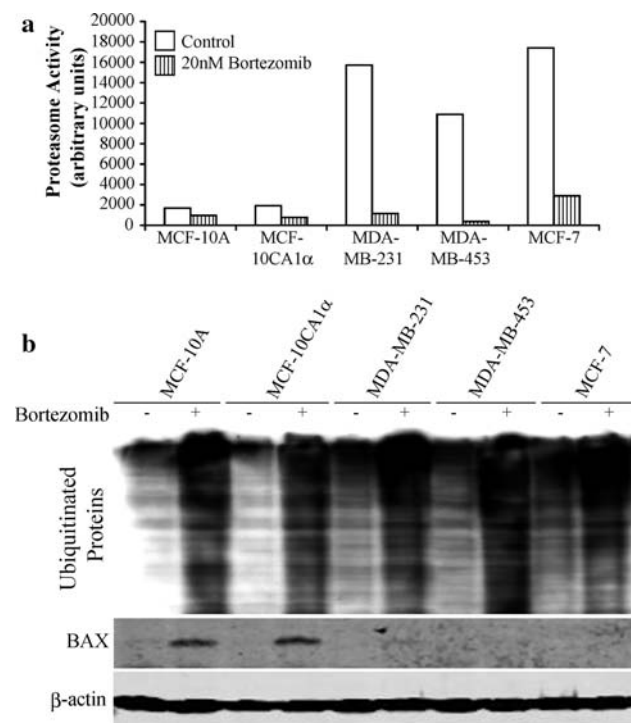 a
Proteasome Activity
(arbitrary units)
20000
18000
16000
14000
12000
10000
8000
6000
4000
2000
0
Control
20nM Bortezomib
MCF-10A
MCF-
10CA1α
MDA-
MB-231
MDA-
MB-453
MCF-7
b
MCF-10A
MCF-10CA1α
MDA-MB-231
MDA-MB-453
MCF-7
Bortezomib - + - + - + - + - +
Ubiquitinated
Proteins
BAX
β-actin